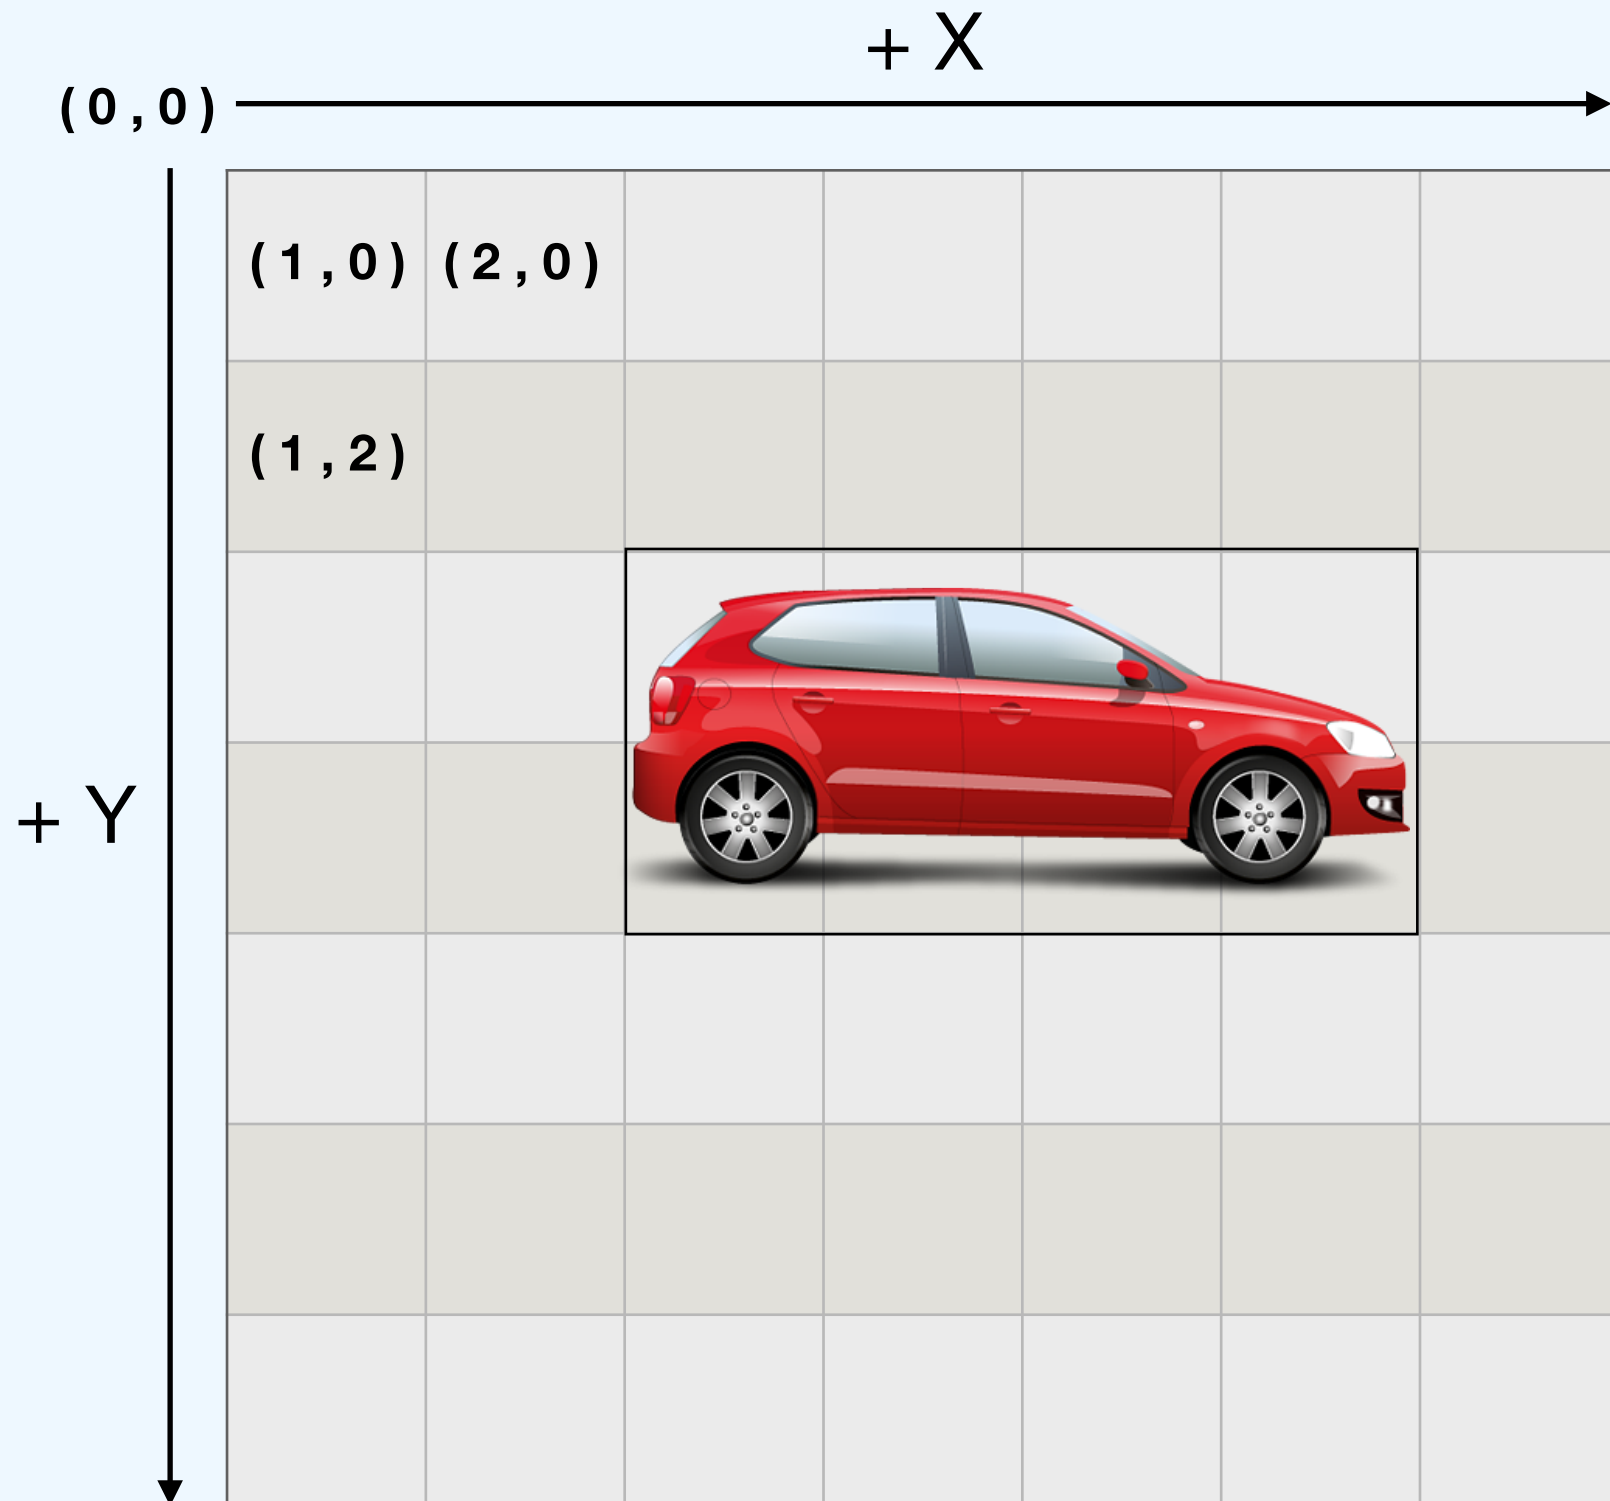 + X
(0,0)
(1,0) (2,0)
(1,2)
+ Y